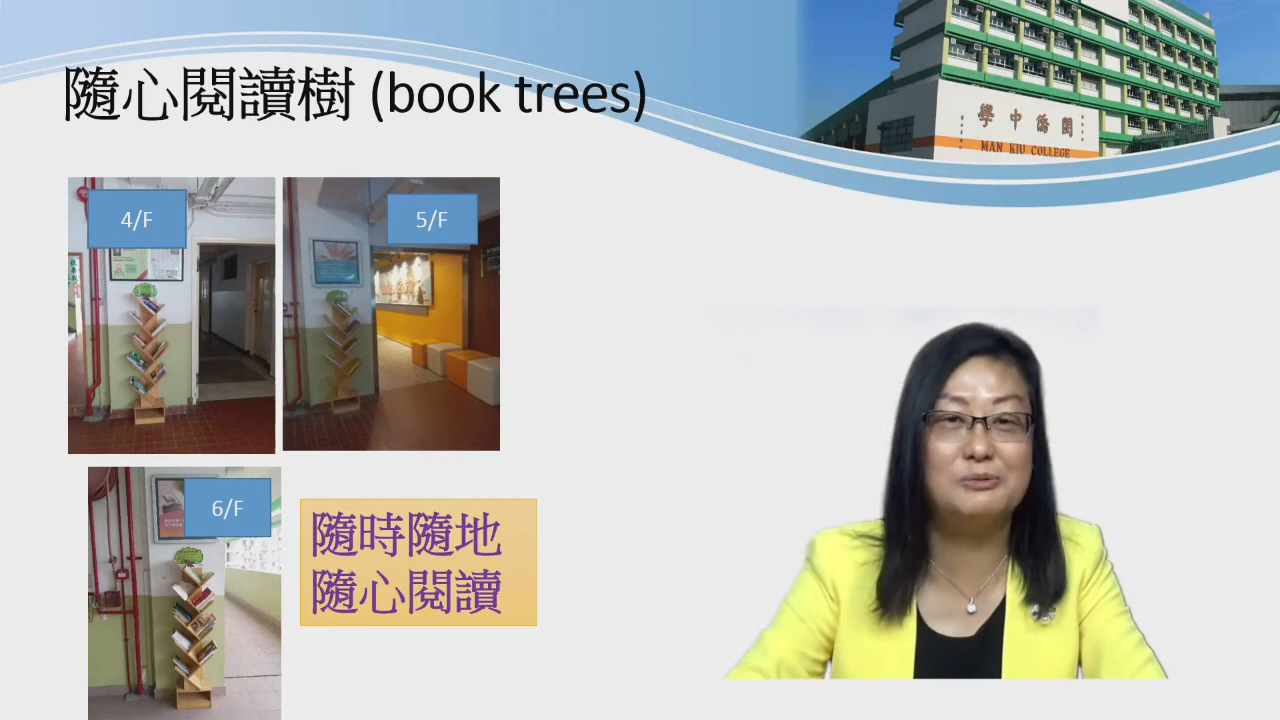 隨心閱讀樹 (book trees)
學中僑閩
MAN KIU COLLEGE
4/F
5/F
6/F
隨時隨地
隨心閱讀